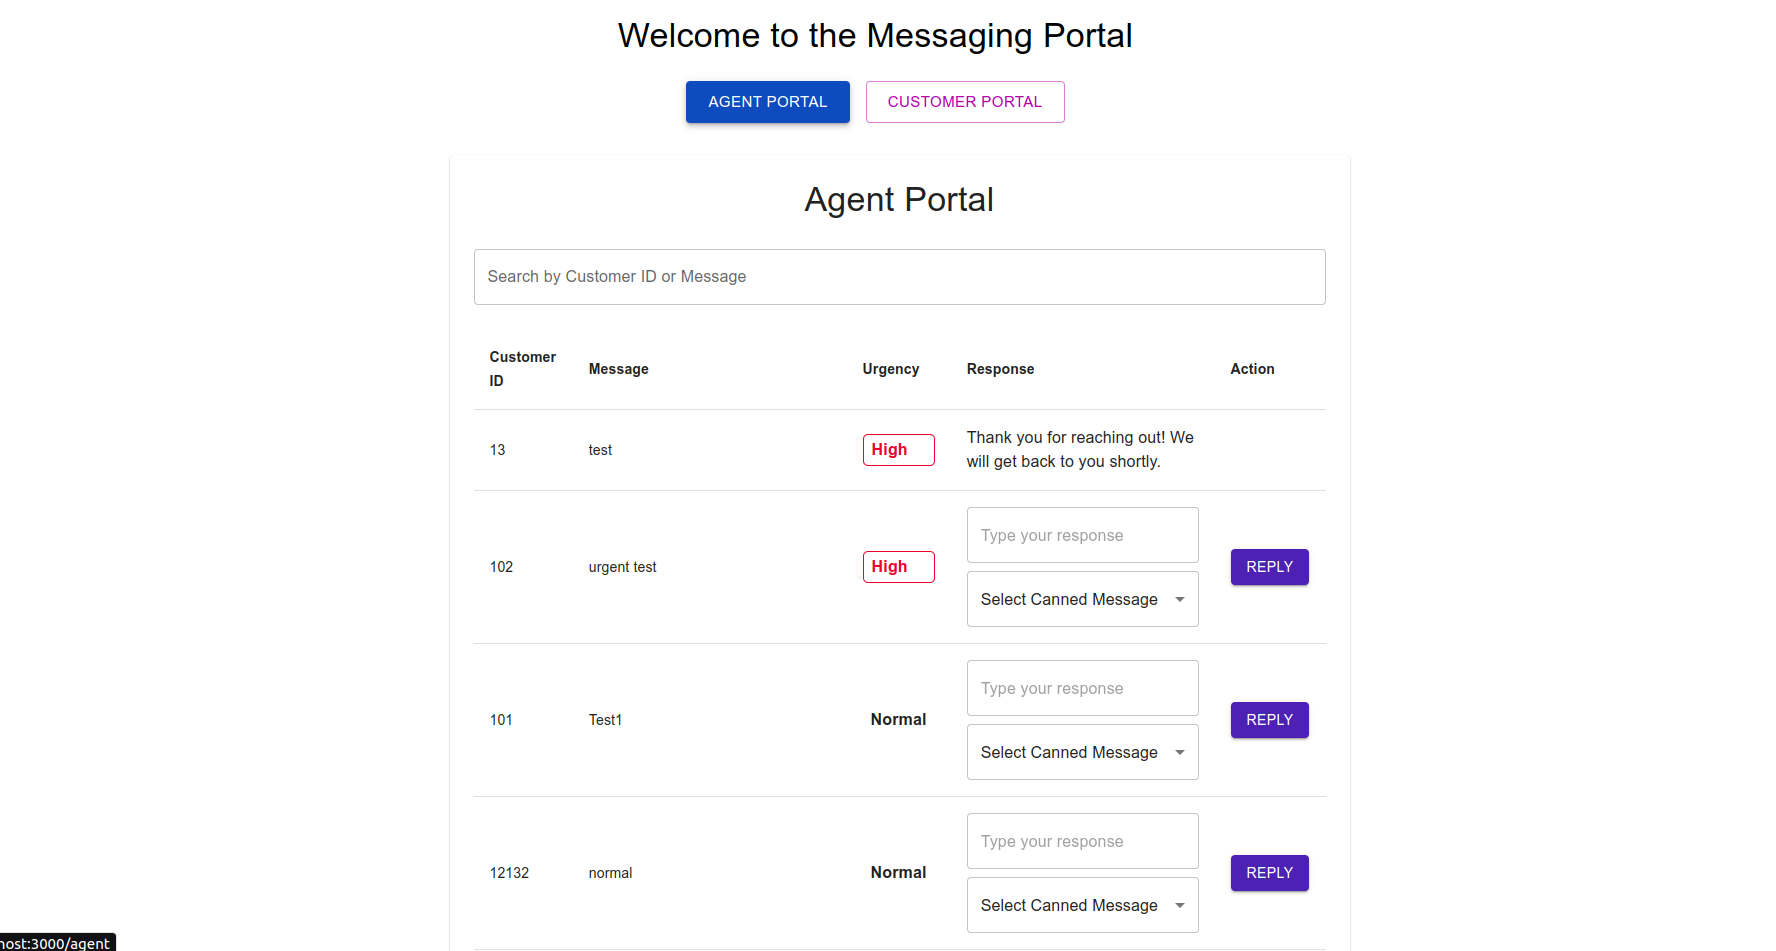 Welcome to the Messaging Portal
AGENT PORTAL
CUSTOMER PORTAL
Agent Portal
Search by Customer ID or Message
Customer ID
Message
Urgency
Response
Action
13
test
High
Thank you for reaching out! We
will get back to you shortly.
102
urgent test
High
Type your response
Select Canned Message
REPLY
101
Test1
Normal
Type your response
Select Canned Message
REPLY
12132
normal
Normal
Type your response
Select Canned Message
REPLY
host:3000/agent